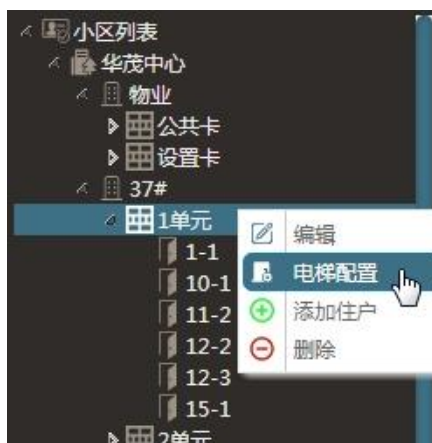 小区列表
华茂中心
物业
公共卡
设置卡
37#
1单元
1-1
10-1
11-2
12-2
12-3
15-1
2单元
编辑
电梯配置
添加住户
删除